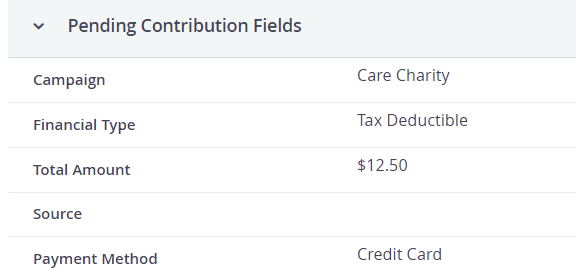 Pending Contribution Fields
Campaign Care Charity
Financial Type Tax Deductible
Total Amount $12.50
Source
Payment Method Credit Card